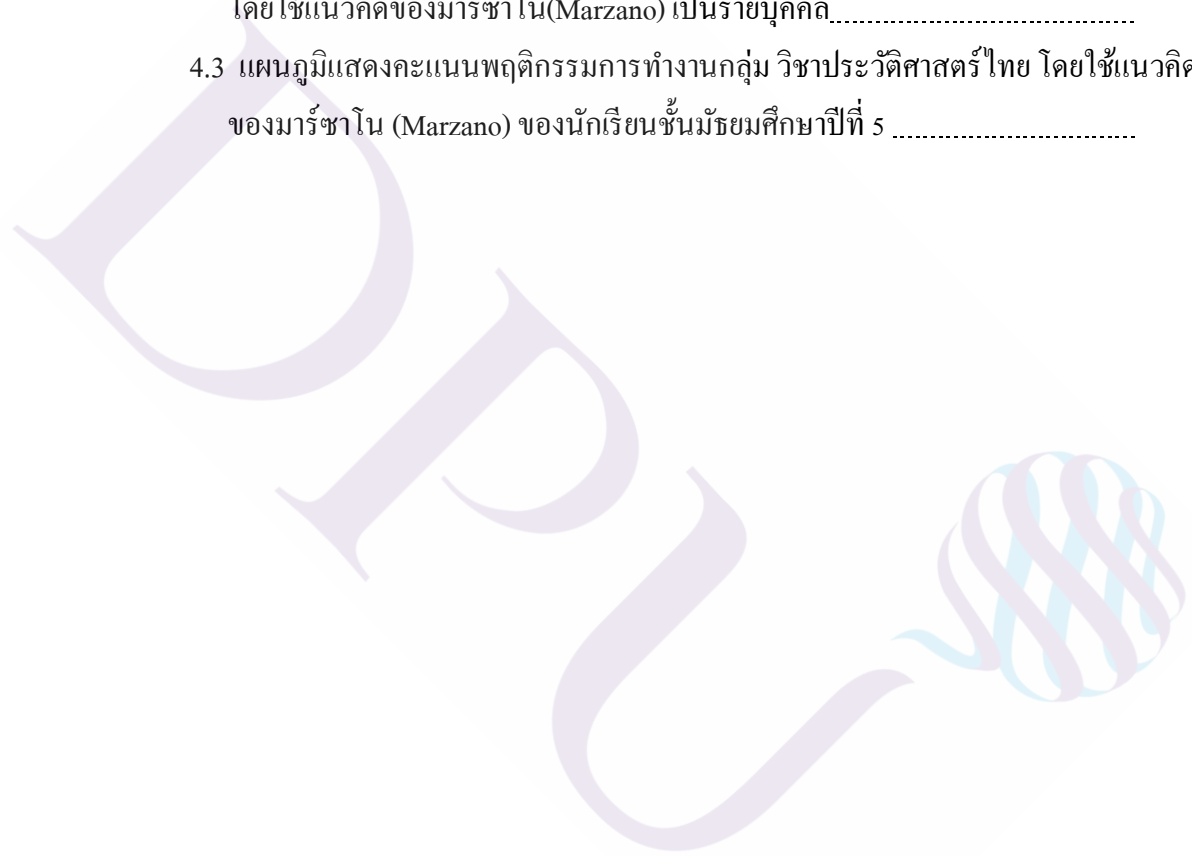 โดยใช้แนวคิดของมาร์ซาโน(Marzano) เป็นรายบุคคล
4.3 แผนภูมิแสดงคะแนนพฤติกรรมการทำงานกลุ่ม วิชาประวัติศาสตร์ไทย โดยใช้แนวคิด
ของมาร์ซาโน (Marzano) ของนักเรียนชั้นมัธยมศึกษาปีที่ 5
DPU